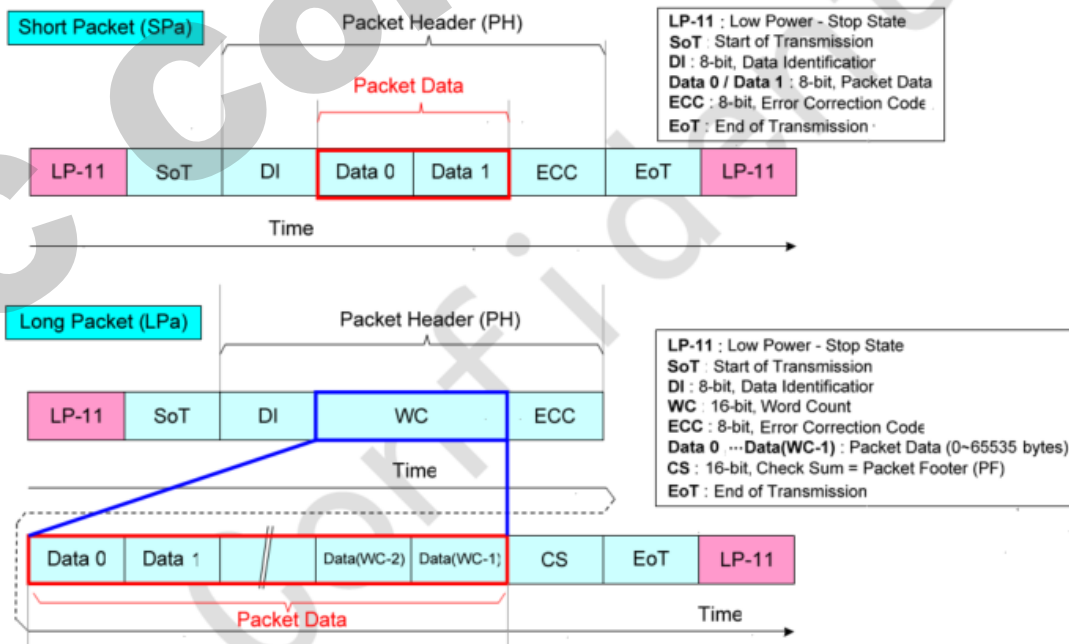 Short Packet (SPa)
Packet Header (PH)
Packet Data
LP-11 : Low Power - Stop State
SoT : Start of Transmission
DI : 8-bit, Data Identification
Data 0 / Data 1 : 8-bit, Packet Data
ECC : 8-bit, Error Correction Code
EoT : End of Transmission
LP-11 SoT DI Data 0 Data 1 ECC EoT LP-11
Time
Long Packet (LPa)
Packet Header (PH)
LP-11 : Low Power - Stop State
SoT : Start of Transmission
DI : 8-bit, Data Identification
WC : 16-bit, Word Count
ECC : 8-bit, Error Correction Code
Data 0 ···Data(WC-1) : Packet Data (0~65535 bytes)
CS : 16-bit, Check Sum = Packet Footer (PF)
EoT : End of Transmission
LP-11 SoT DI WC ECC
Time
Data 0 Data 1 // Data(WC-2) Data(WC-1) CS EoT LP-11
Packet Data
Time